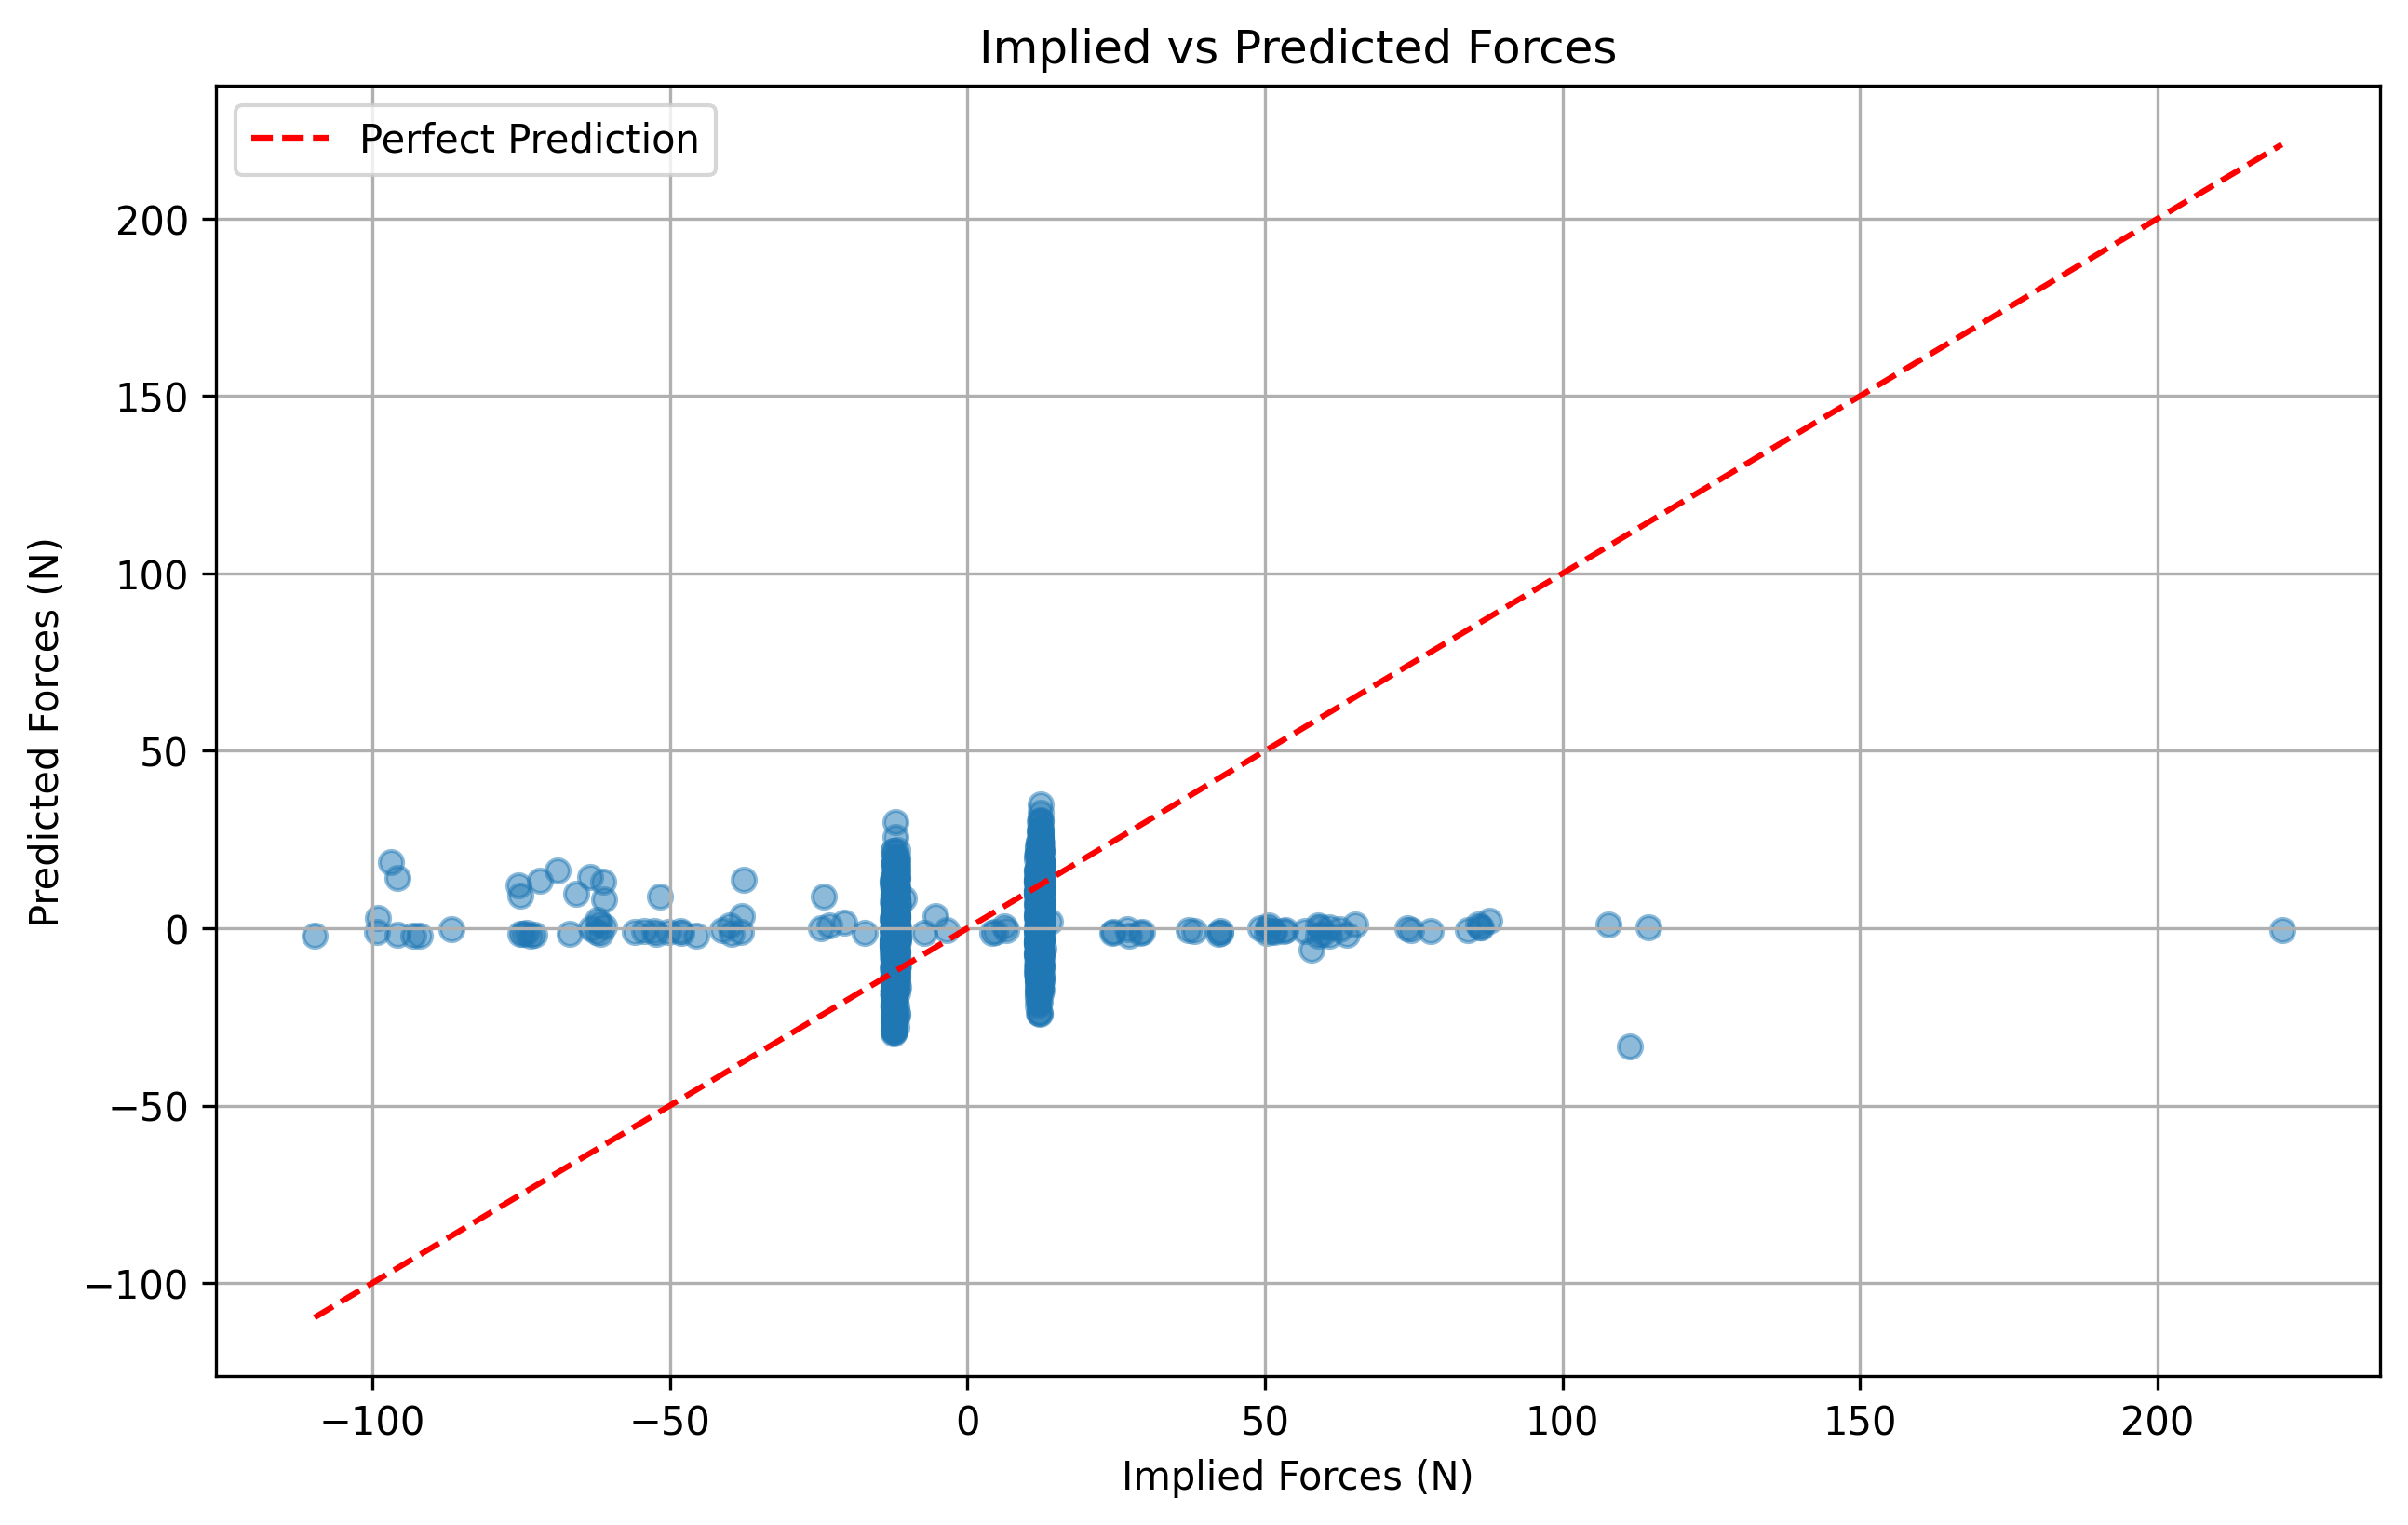 Implied vs Predicted Forces
Perfect Prediction
200
150
100
50
0
−50
−100
Predicted Forces (N)
−100 −50 0 50 100 150 200
Implied Forces (N)